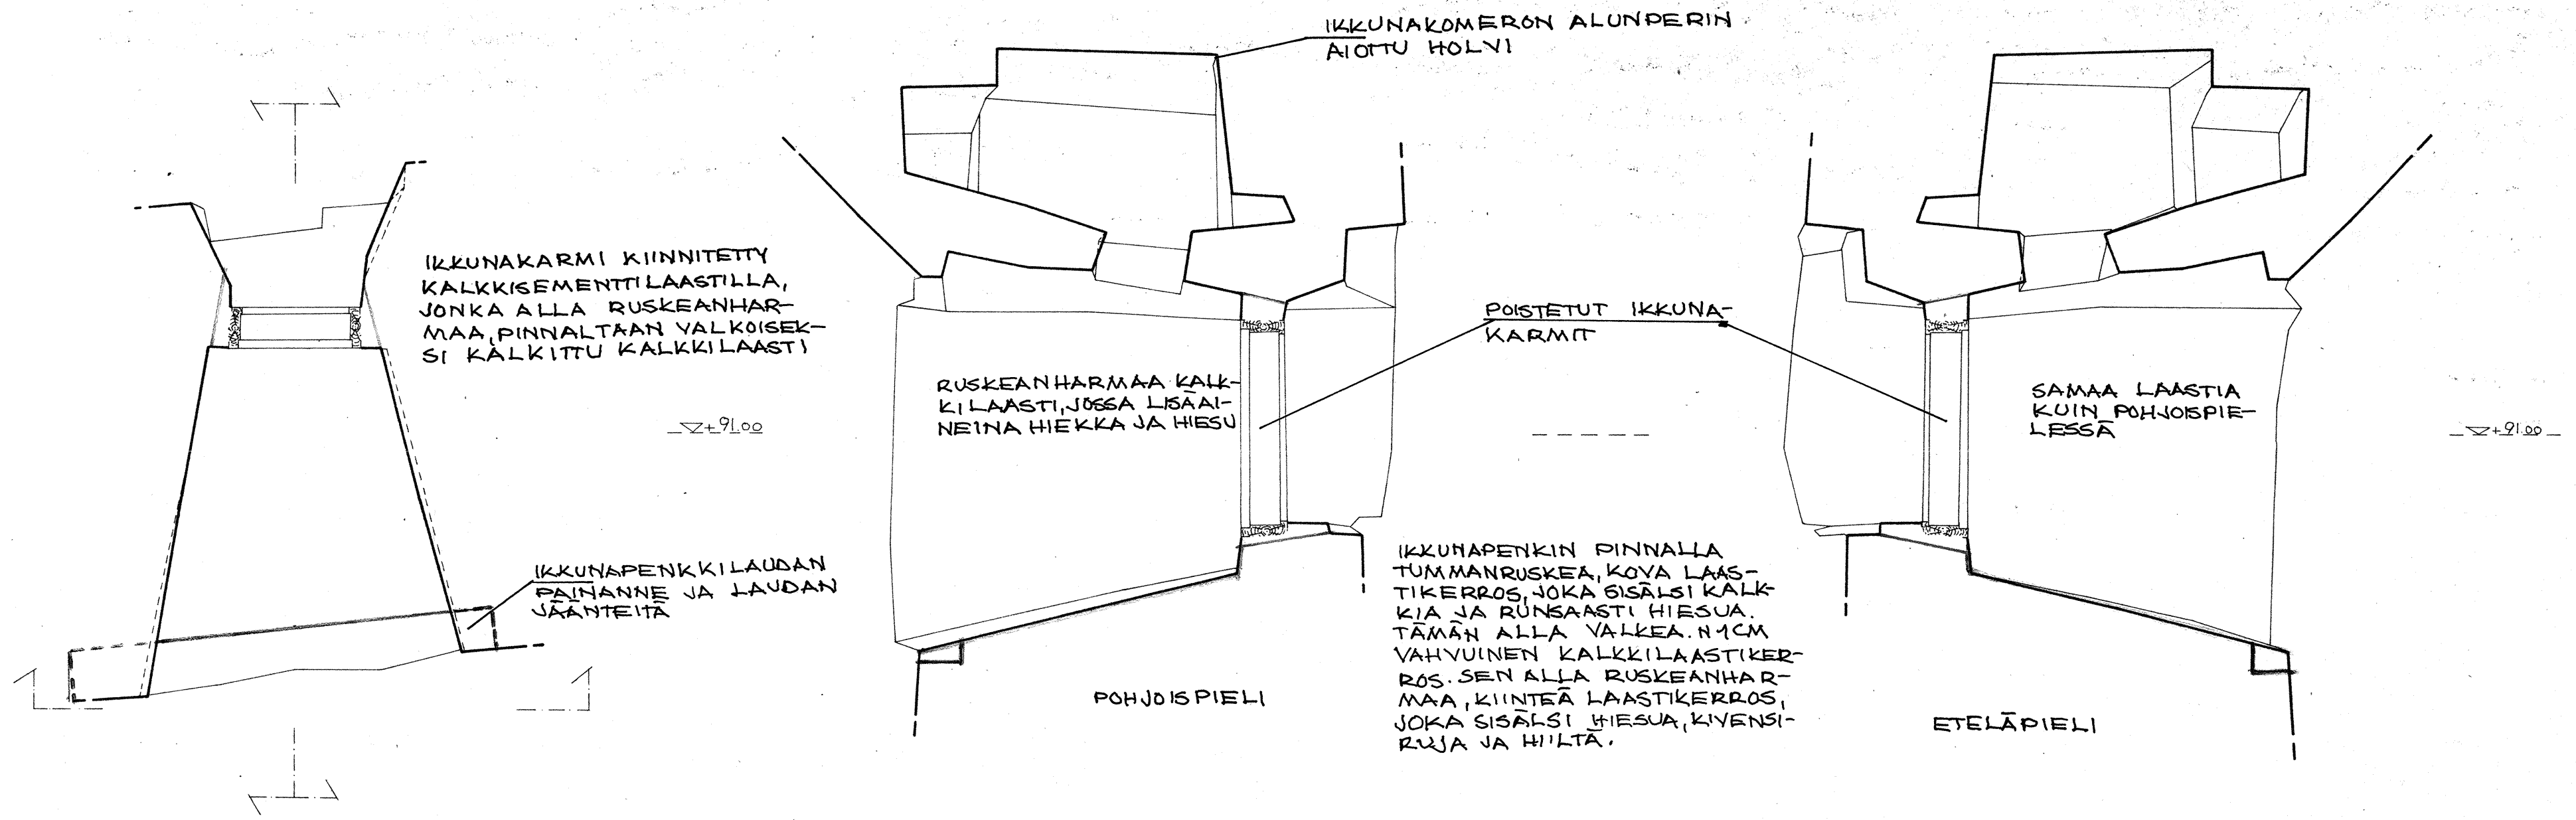 IKKUNAKOMERON ALUNPERIN
AIOTTU HOLVI
IKKUNAKARMI KIINNITETTY
KALKKISEMENTTILAASTILLA,
JONKA ALLA RUSKEANHAR-
MAA, PINNALTAAN VALKOISEK-
SI KALKITTU KALKKILAASTI
POISTETUT IKKUNA-
KARMIT
RUSKEANHARMAA KALK-
KILAASTI, JOSSA LISÄAI-
NEINA HIEKKA JA HIESU
SAMAA LAASTIA
KUIN POHJOISPIE-
LESSÄ
+91.00
+91.00
IKKUNAPENKKILAUDAN
PAINANNE JA LAUDAN
JÄÄNTEITÄ
IKKUNAPENKIN PINNALLA
TUMMANRUSKEA, KOVA LAAS-
TIKERROS, JOKA SISÄLSI KALK-
KIA JA RUNSAASTI HIESUA.
TÄMÄN ALLA VALKEA. N 1CM
VAHVUINEN KALKKILAASTIKER-
ROS. SEN ALLA RUSKEANHAR-
MAA, KIINTEÄ LAASTIKERROS,
JOKA SISÄLSI HIESUA, KIVENSI-
RUJA JA HIILTÄ.
POHJOISPIELI
ETELÄPIELI